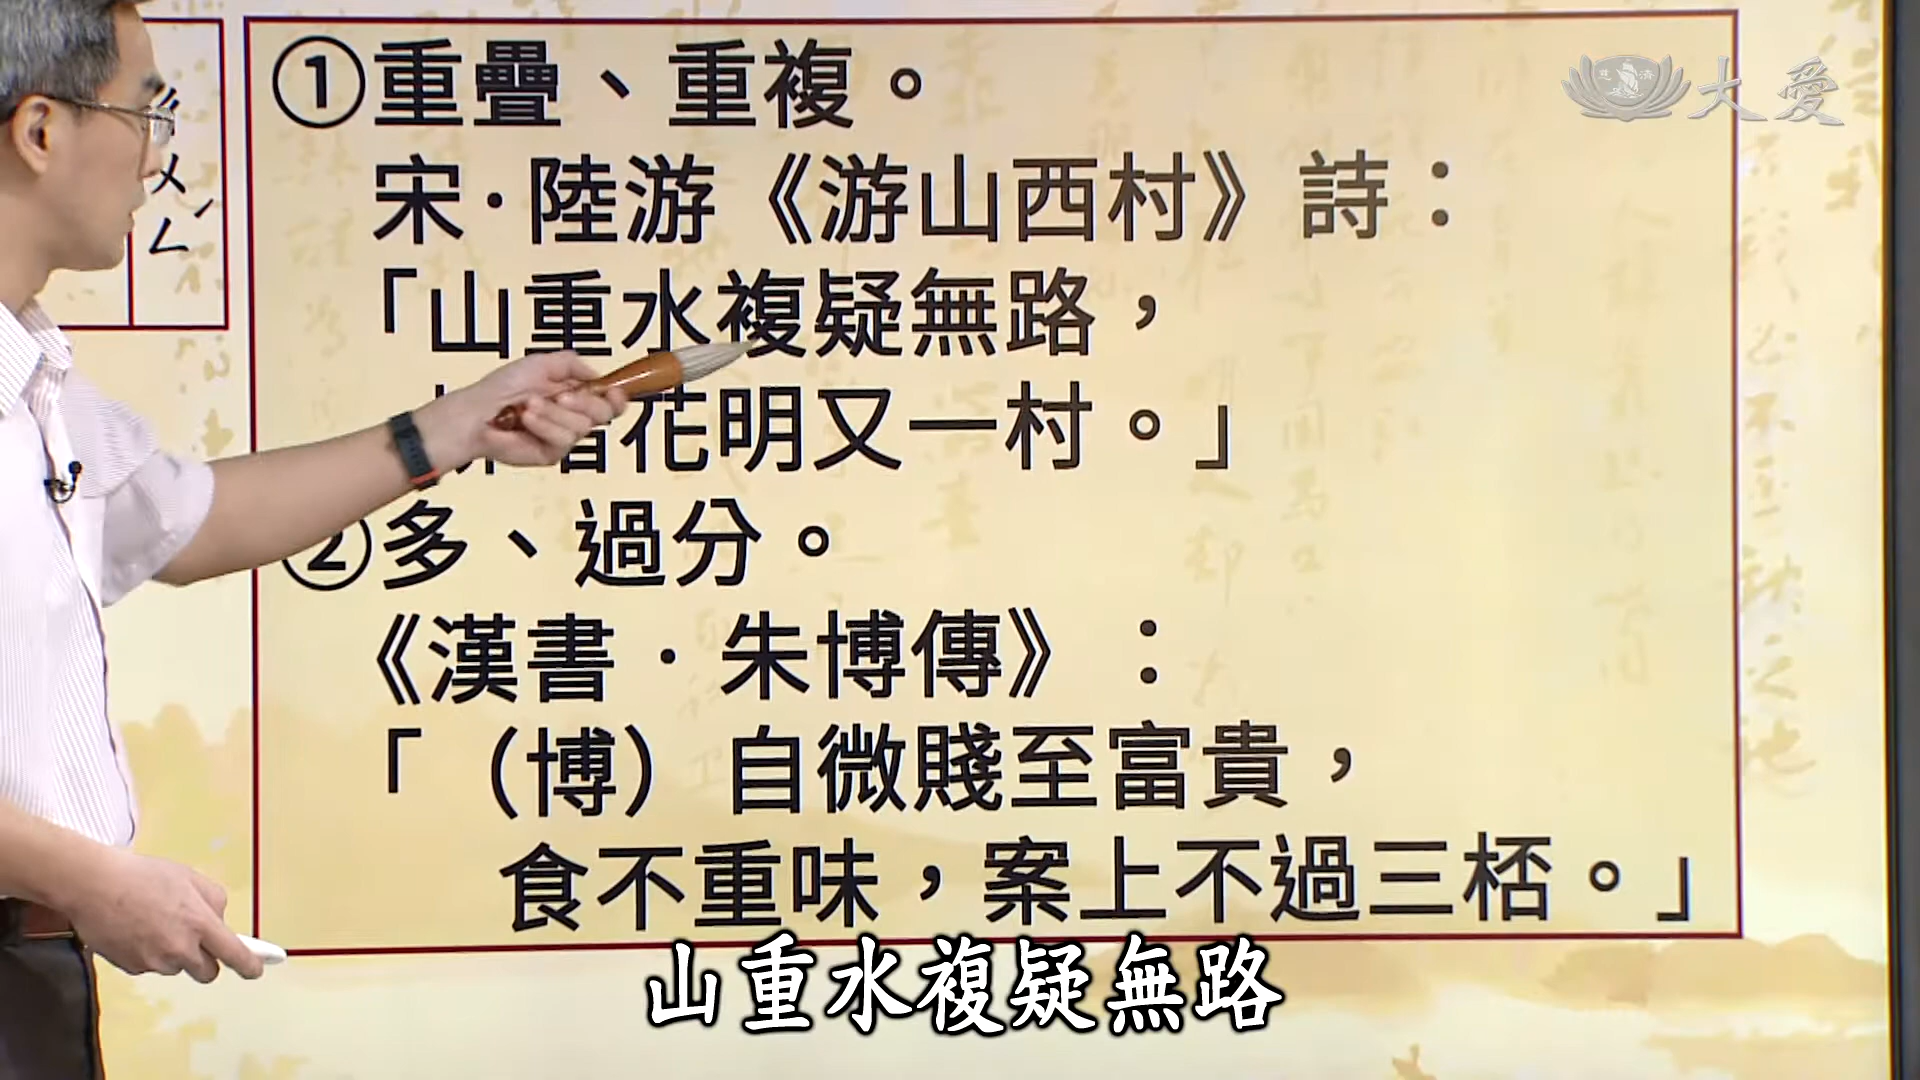 大愛
慈濟
ㄔㄨㄥˊ
①重疊、重複。
宋·陸游《游山西村》詩：
「山重水複疑無路，
花明又一村。」
②多、過分。
《漢書·朱博傳》：
「（博）自微賤至富貴，
食不重味，案上不過三桮。」
山重水複疑無路